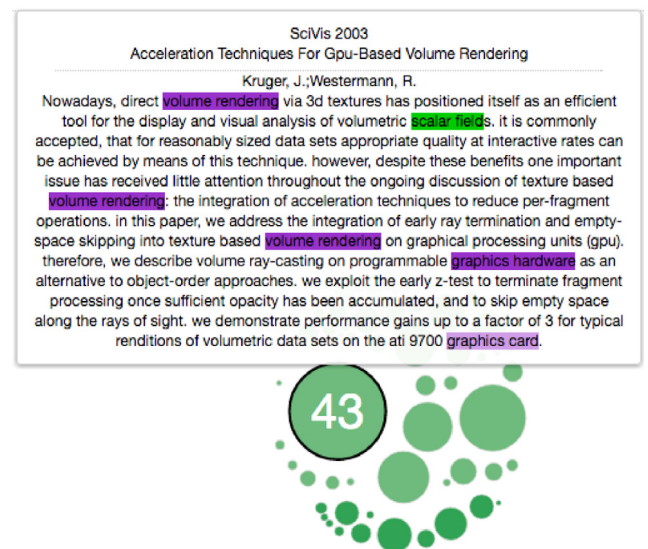 SciVis 2003
Acceleration Techniques For Gpu-Based Volume Rendering
Kruger, J.;Westermann, R.
Nowadays, direct volume rendering via 3d textures has positioned itself as an efficient
tool for the display and visual analysis of volumetric scalar fields. it is commonly
accepted, that for reasonably sized data sets appropriate quality at interactive rates can
be achieved by means of this technique. however, despite these benefits one important
issue has received little attention throughout the ongoing discussion of texture based
volume rendering: the integration of acceleration techniques to reduce per-fragment
operations. in this paper, we address the integration of early ray termination and empty-
space skipping into texture based volume rendering on graphical processing units (gpu).
therefore, we describe volume ray-casting on programmable graphics hardware as an
alternative to object-order approaches. we exploit the early z-test to terminate fragment
processing once sufficient opacity has been accumulated, and to skip empty space
along the rays of sight. we demonstrate performance gains up to a factor of 3 for typical
renditions of volumetric data sets on the ati 9700 graphics card.
43